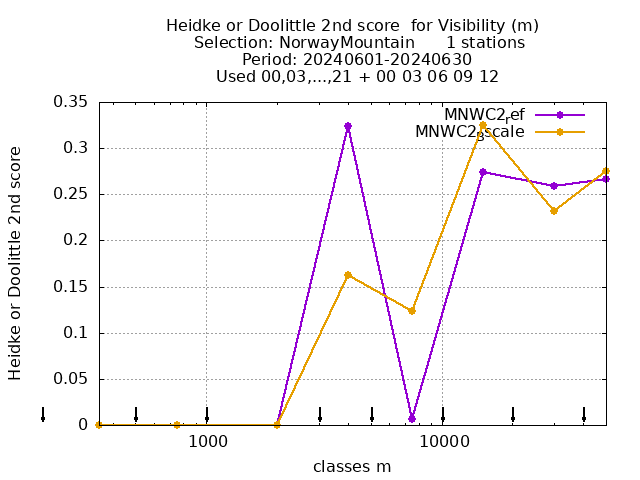 Heidke or Doolittle 2nd score for Visibility (m)
Selection: NorwayMountain 1 stations
Period: 20240601-20240630
Used 00,03,...,21 + 00 03 06 09 12
MNWC2ref
MNWC23scale
0.35
0.3
0.25
0.2
0.15
0.1
0.05
0
Heidke or Doolittle 2nd score
1000 10000
classes m